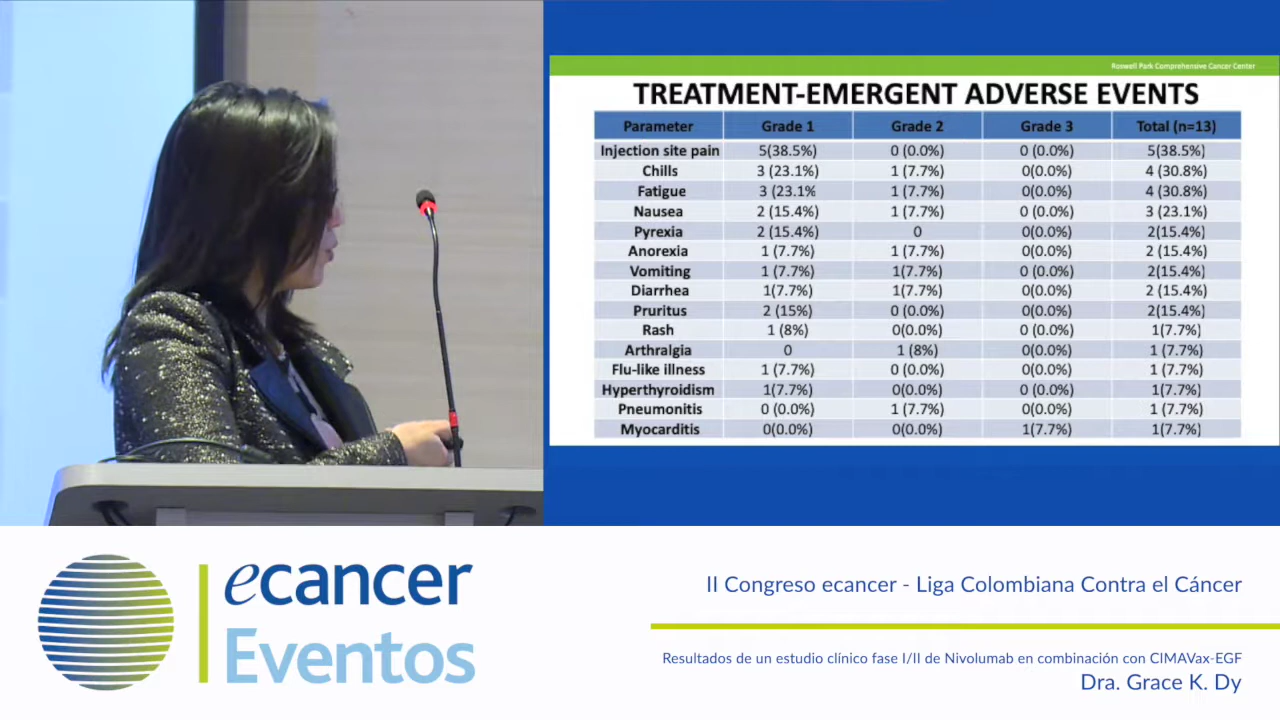 Roswell Park Comprehensive Cancer Center
TREATMENT-EMERGENT ADVERSE EVENTS
Parameter Grade 1 Grade 2 Grade 3 Total (n=13)
Injection site pain 5(38.5%) 0 (0.0%) 0 (0.0%) 5(38.5%)
Chills 3 (23.1%) 1 (7.7%) 0(0.0%) 4 (30.8%)
Fatigue 3 (23.1% 1 (7.7%) 0(0.0%) 4 (30.8%)
Nausea 2 (15.4%) 1 (7.7%) 0 (0.0%) 3 (23.1%)
Pyrexia 2 (15.4%) 0 0(0.0%) 2(15.4%)
Anorexia 1 (7.7%) 1 (7.7%) 0(0.0%) 2 (15.4%)
Vomiting 1 (7.7%) 1(7.7%) 0 (0.0%) 2(15.4%)
Diarrhea 1(7.7%) 1(7.7%) 0(0.0%) 2 (15.4%)
Pruritus 2 (15%) 0 (0.0%) 0(0.0%) 2(15.4%)
Rash 1 (8%) 0(0.0%) 0 (0.0%) 1(7.7%)
Arthralgia 0 1 (8%) 0(0.0%) 1 (7.7%)
Flu-like illness 1 (7.7%) 0 (0.0%) 0(0.0%) 1 (7.7%)
Hyperthyroidism 1(7.7%) 0(0.0%) 0 (0.0%) 1(7.7%)
Pneumonitis 0 (0.0%) 1 (7.7%) 0(0.0%) 1 (7.7%)
Myocarditis 0(0.0%) 0(0.0%) 1(7.7%) 1(7.7%)
ecancer
Eventos
II Congreso ecancer - Liga Colombiana Contra el Cáncer
Resultados de un estudio clínico fase I/II de Nivolumab en combinación con CIMAVax-EGF
Dra. Grace K. Dy